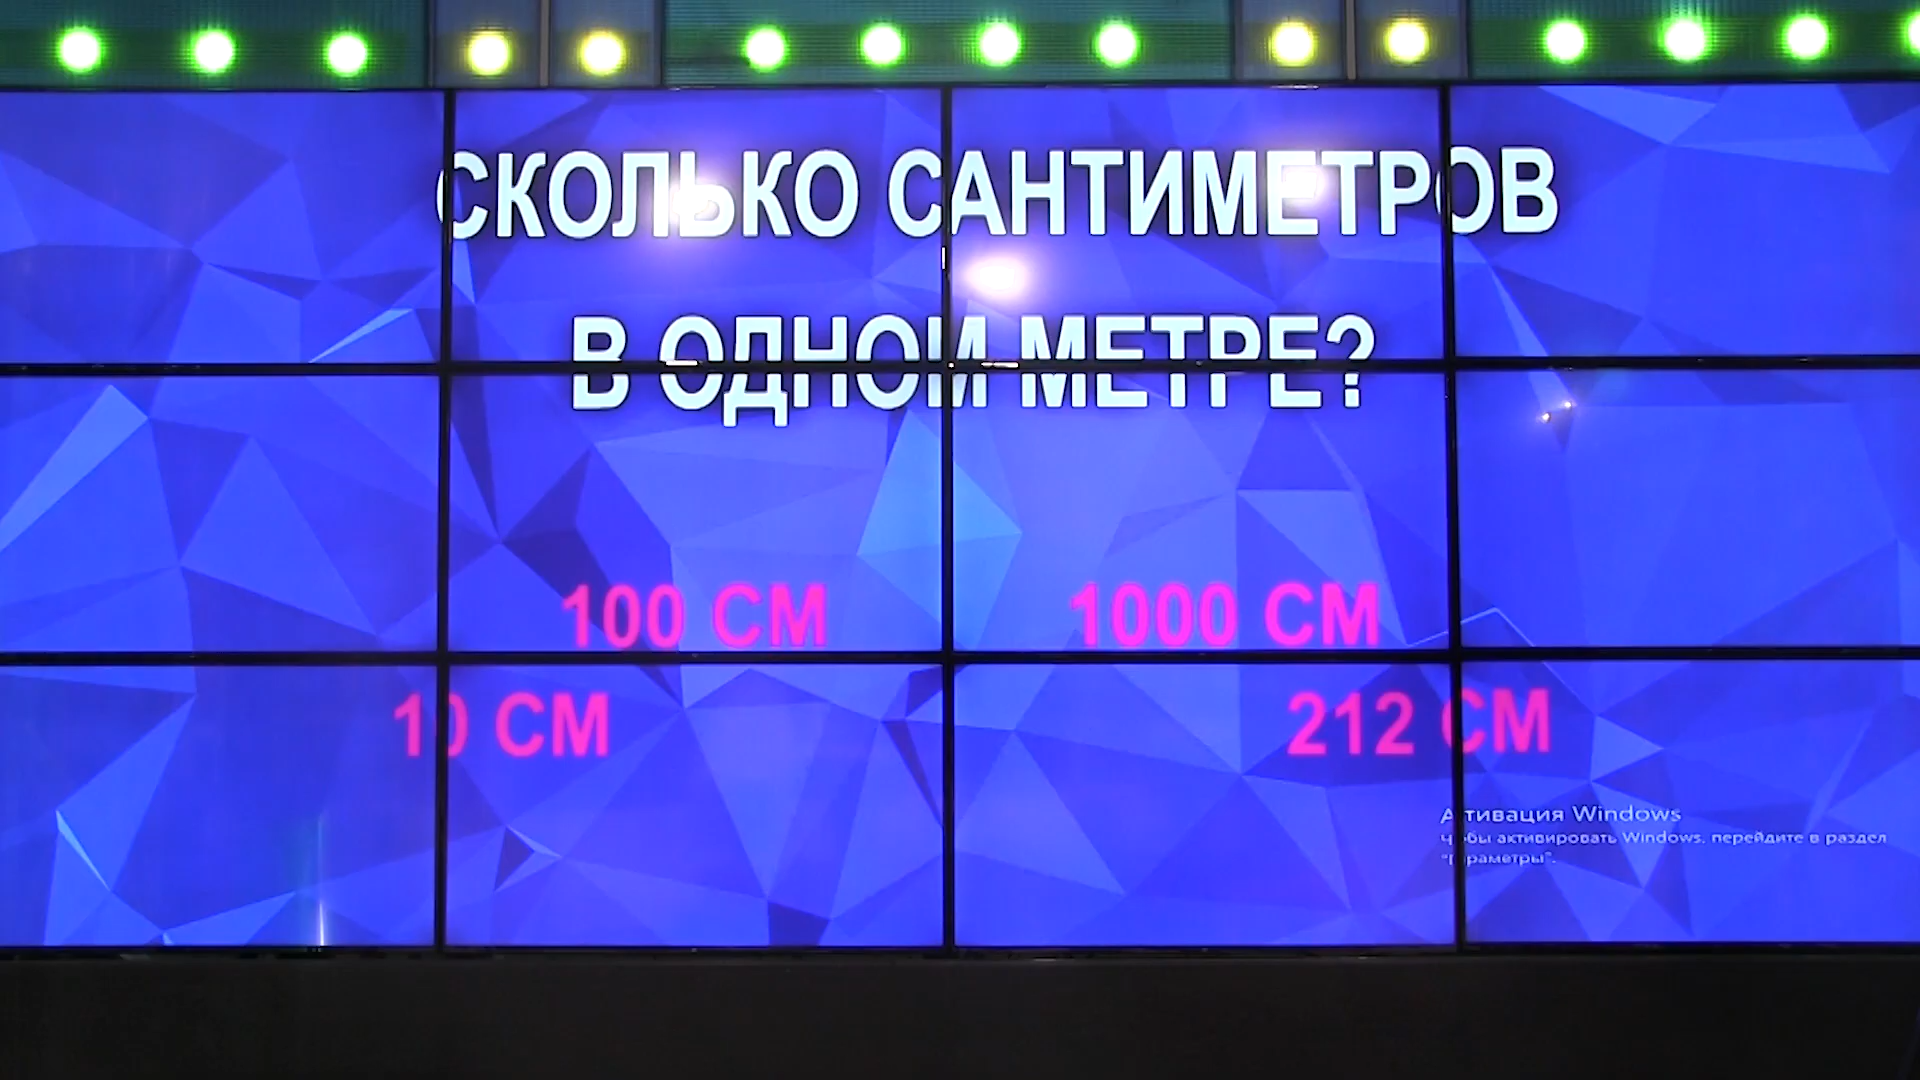 СКОЛЬКО САНТИМЕТРОВ
В ОДНОМ МЕТРЕ?
100 СМ
1000 СМ
10 СМ
212 СМ
Активация Windows
Чтобы активировать Windows, перейдите в раздел
"Параметры".